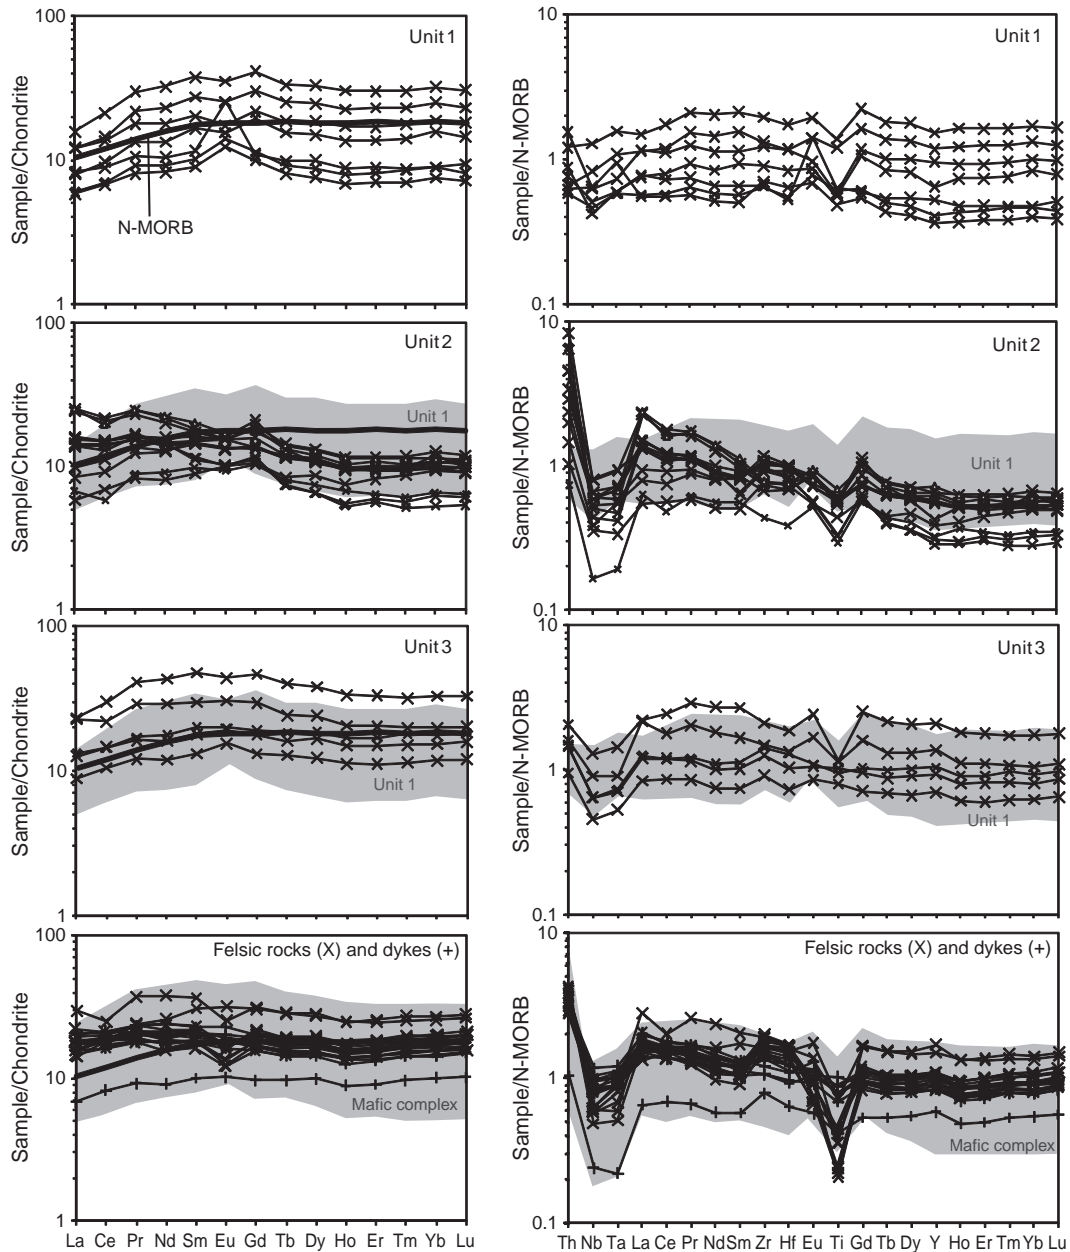 100
10
1
Sample/Chondrite
Unit 1
N-MORB
10
1
0.1
Sample/N-MORB
Unit 1
100
10
1
Sample/Chondrite
Unit 2
Unit 1
10
1
0.1
Sample/N-MORB
Unit 2
Unit 1
100
10
1
Sample/Chondrite
Unit 3
Unit 1
10
1
0.1
Sample/N-MORB
Unit 3
Unit 1
100
10
1
Sample/Chondrite
Felsic rocks (X) and dykes (+)
Mafic complex
La Ce Pr Nd Sm Eu Gd Tb Dy Ho Er Tm Yb Lu
10
1
0.1
Sample/N-MORB
Felsic rocks (X) and dykes (+)
Mafic complex
Th Nb Ta La Ce Pr Nd Sm Zr Hf Eu Ti Gd Tb Dy Y Ho Er Tm Yb Lu